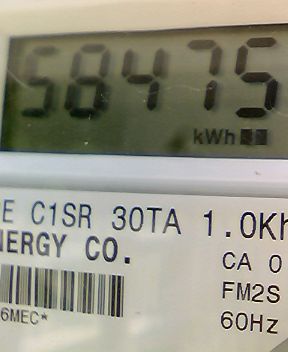 58475
kWh
E C1SR 30TA 1.0Kh
NERGY CO.
CA 0
FM2S
6MEC*
60Hz